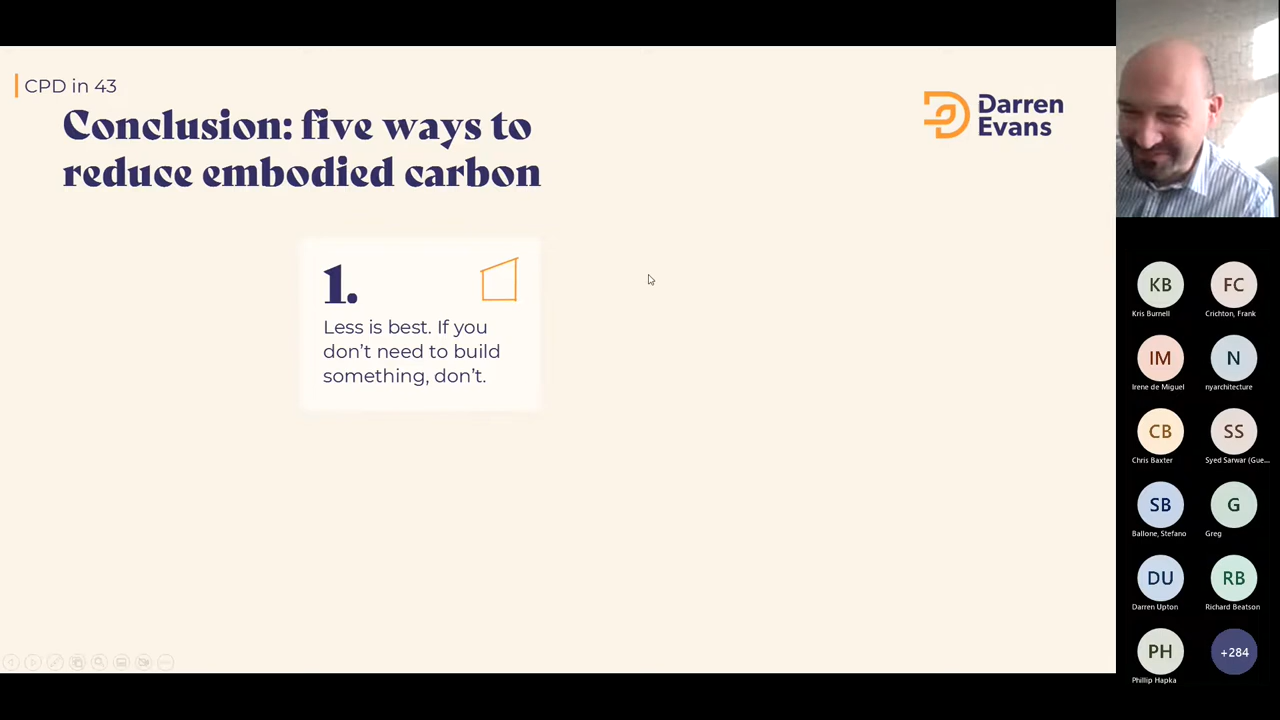 CPD in 43
Conclusion: five ways to
reduce embodied carbon
Darren
Evans
1.
Less is best. If you
don’t need to build
something, don’t.
KB
FC
Kris Burnell
Crichton, Frank
IM
N
Irene de Miguel
nyarchitecture
CB
SS
Chris Baxter
Syed Sarwar (Gue...
SB
G
Ballone, Stefano
Greg
DU
RB
Darren Upton
Richard Beatson
PH
+284
Phillip Hapka